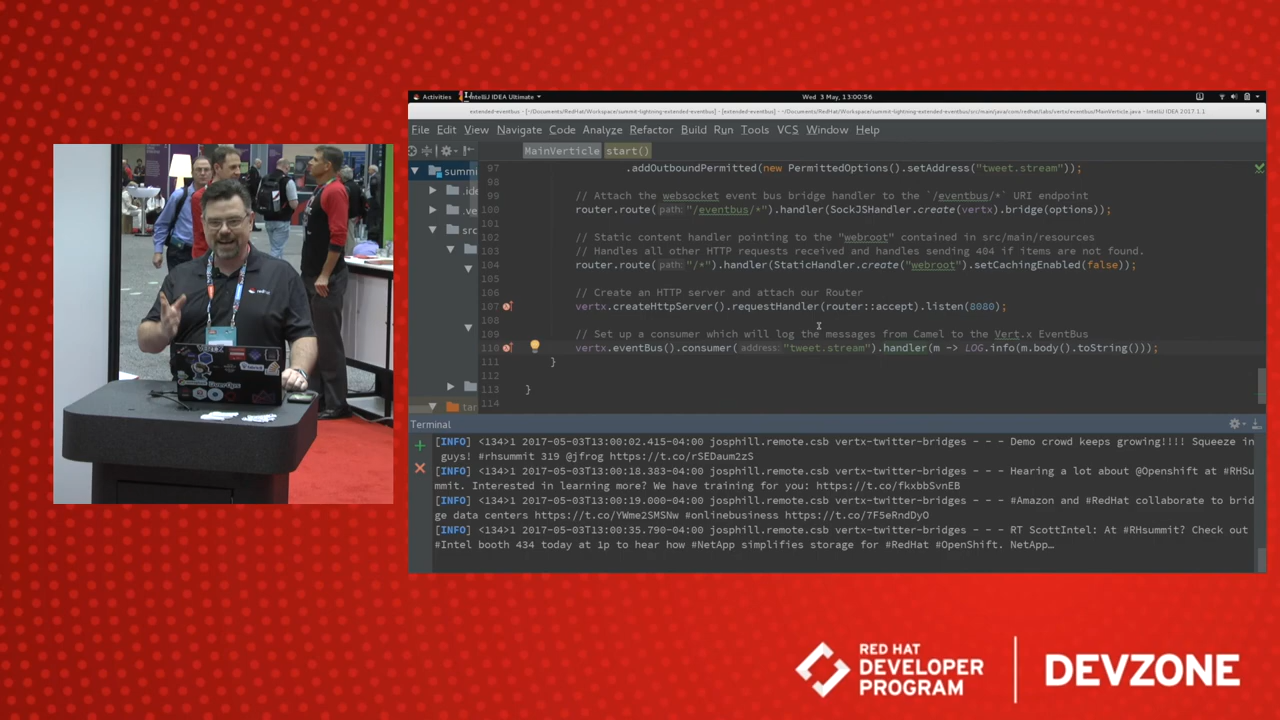 Activities IntelliJ IDEA Ultimate Wed 3 May, 13:00:56
File Edit View Navigate Code Analyze Refactor Build Run Tools VCS Window Help
MainVerticle start()
summi
97 .addOutboundPermitted(new PermittedOptions().setAddress("tweet.stream"));
98
.ide
99 // Attach the websocket event bus bridge handler to the `/eventbus/*` URI endpoint
100 router.route( path: "/eventbus/*").handler(SockJSHandler.create(vertx).bridge(options));
101
src
102 // Static content handler pointing to the "webroot" contained in src/main/resources
103 // Handles all other HTTP requests received and handles sending 404 if items are not found.
104 router.route( path: "/*").handler(StaticHandler.create("webroot").setCachingEnabled(false));
105
106 // Create an HTTP server and attach our Router
107 vertx.createHttpServer().requestHandler(router::accept).listen(8080);
108
109 // Set up a consumer which will log the messages from Camel to the Vert.x EventBus
110 vertx.eventBus().consumer( address: "tweet.stream").handler(m -> LOG.info(m.body().toString()));
111 }
112
113 }
114
tar
Terminal
[INFO] <134>1 2017-05-03T13:00:02.415-04:00 josphill.remote.csb vertx-twitter-bridges - - - Demo crowd keeps growing!!!! Squeeze in
guys! #rhsummit 319 @jfrog https://t.co/rSEDaum2zS
[INFO] <134>1 2017-05-03T13:00:18.383-04:00 josphill.remote.csb vertx-twitter-bridges - - - Hearing a lot about @Openshift at #RHSu
mmit. Interested in learning more? We have training for you: https://t.co/fkxbbSvnEB
[INFO] <134>1 2017-05-03T13:00:19.000-04:00 josphill.remote.csb vertx-twitter-bridges - - - #Amazon and #RedHat collaborate to brid
ge data centers https://t.co/YWme2SMSNw #onlinebusiness https://t.co/7F5eRndDyO
[INFO] <134>1 2017-05-03T13:00:35.790-04:00 josphill.remote.csb vertx-twitter-bridges - - - RT ScottIntel: At #RHsummit? Check out
#Intel booth 434 today at 1p to hear how #NetApp simplifies storage for #RedHat #OpenShift. NetApp…
RED HAT
DEVELOPER
PROGRAM
DEVZONE